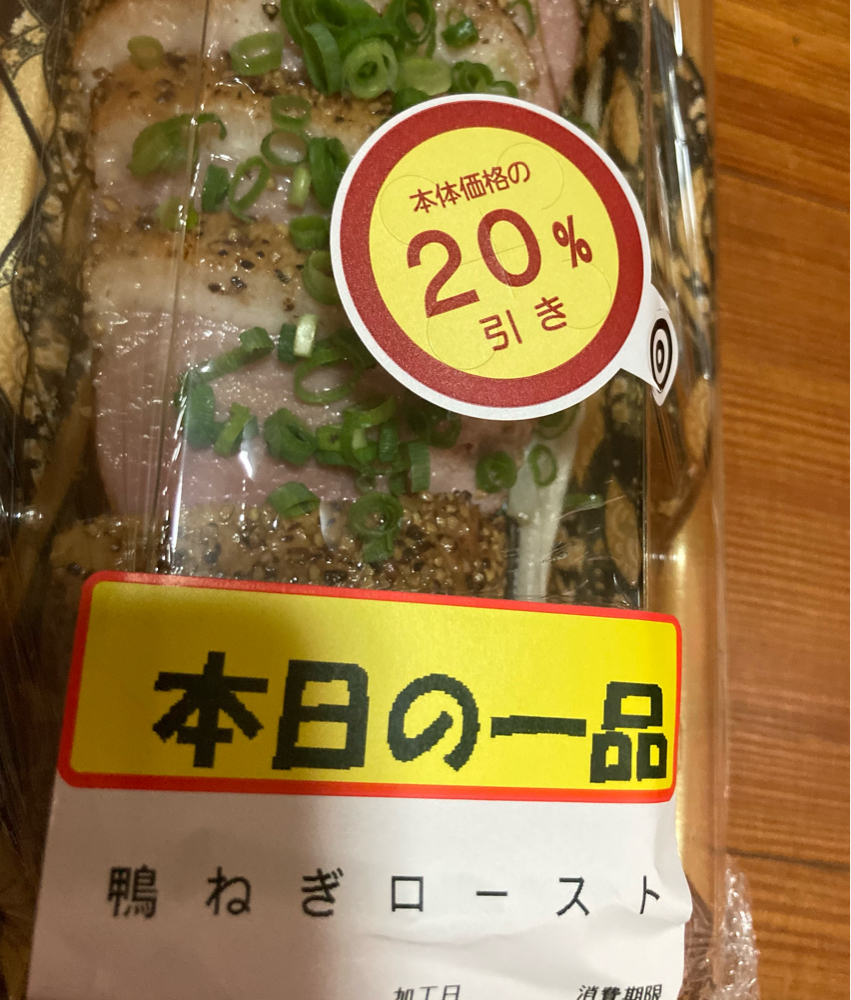 本体価格の
20%
引き
本日の一品
鴨ねぎロースト
加工日 消費期限